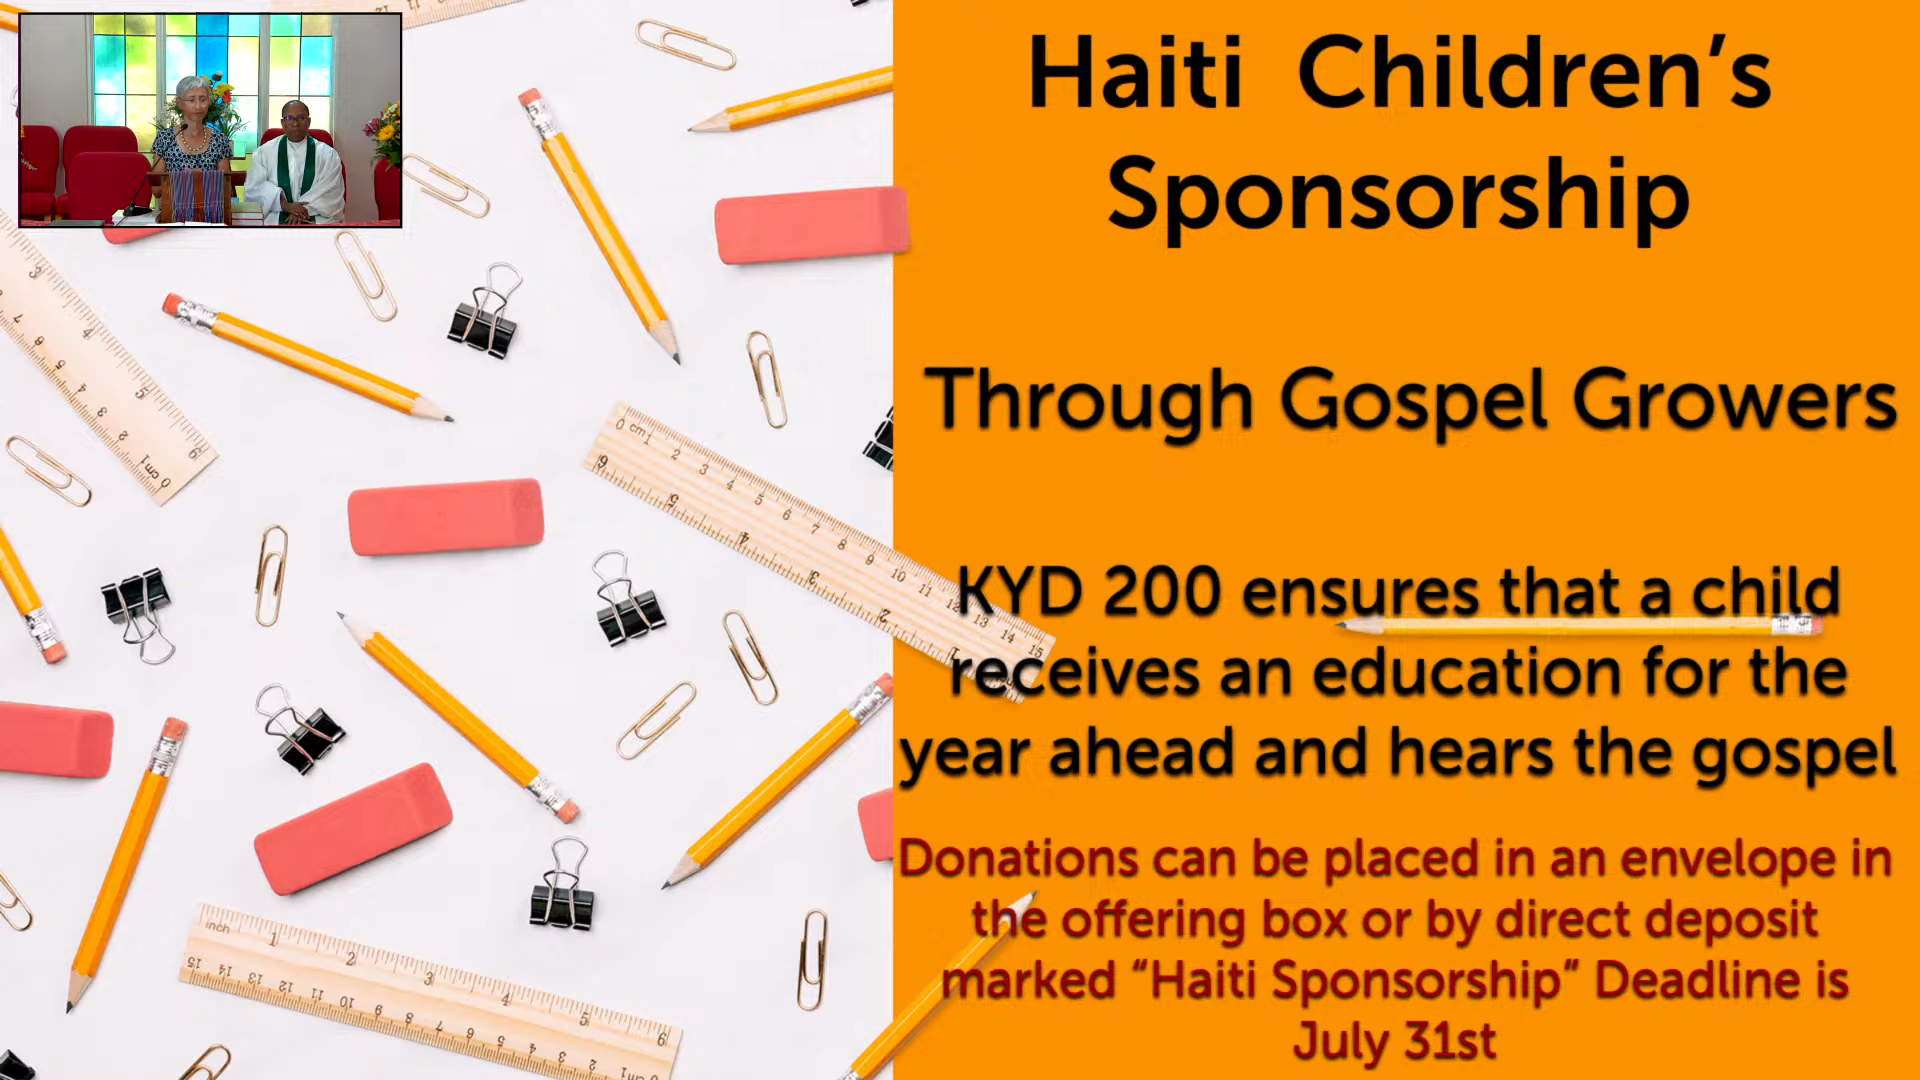 Haiti Children’s
Sponsorship
Through Gospel Growers
KYD 200 ensures that a child
receives an education for the
year ahead and hears the gospel
Donations can be placed in an envelope in
the offering box or by direct deposit
marked “Haiti Sponsorship” Deadline is
July 31st